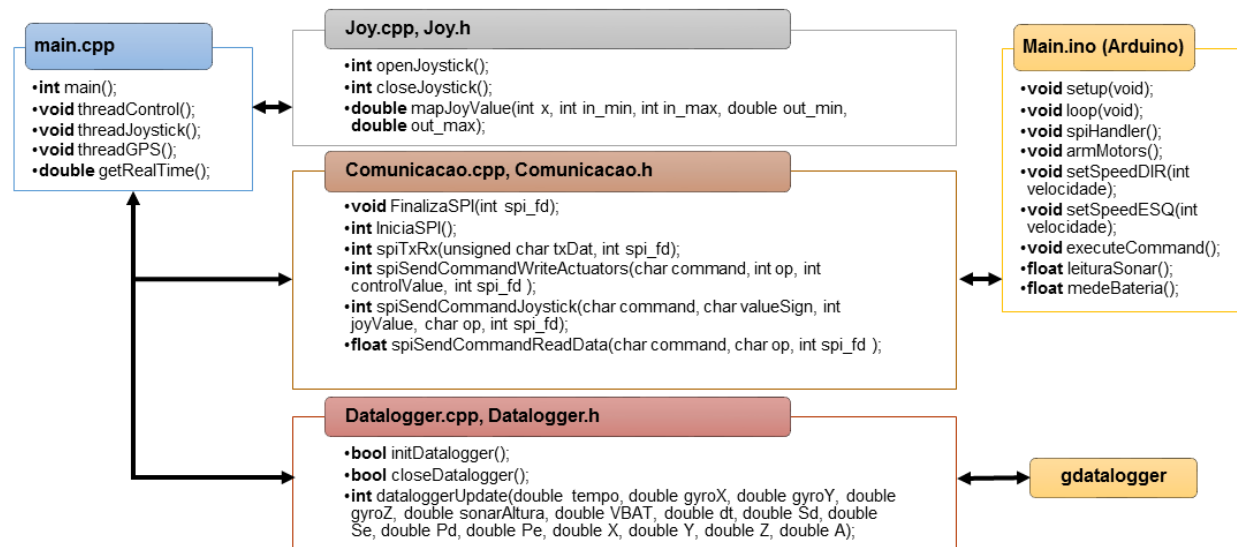 main.cpp
•int main();
•void threadControl();
•void threadJoystick();
•void threadGPS();
•double getRealTime();
Joy.cpp, Joy.h
•int openJoystick();
•int closeJoystick();
•double mapJoyValue(int x, int in_min, int in_max, double out_min,
double out_max);
Comunicacao.cpp, Comunicacao.h
•void FinalizaSPI(int spi_fd);
•int IniciaSPI();
•int spiTxRx(unsigned char txDat, int spi_fd);
•int spiSendCommandWriteActuators(char command, int op, int
controlValue, int spi_fd );
•int spiSendCommandJoystick(char command, char valueSign, int
joyValue, char op, int spi_fd);
•float spiSendCommandReadData(char command, char op, int spi_fd );
Datalogger.cpp, Datalogger.h
•bool initDatalogger();
•bool closeDatalogger();
•int dataloggerUpdate(double tempo, double gyroX, double gyroY, double
gyroZ, double sonarAltura, double VBAT, double dt, double Sd, double
Se, double Pd, double Pe, double X, double Y, double Z, double A);
Main.ino (Arduino)
•void setup(void);
•void loop(void);
•void spiHandler();
•void armMotors();
•void setSpeedDIR(int
velocidade);
•void setSpeedESQ(int
velocidade);
•void executeCommand();
•float leituraSonar();
•float medeBateria();
gdatalogger